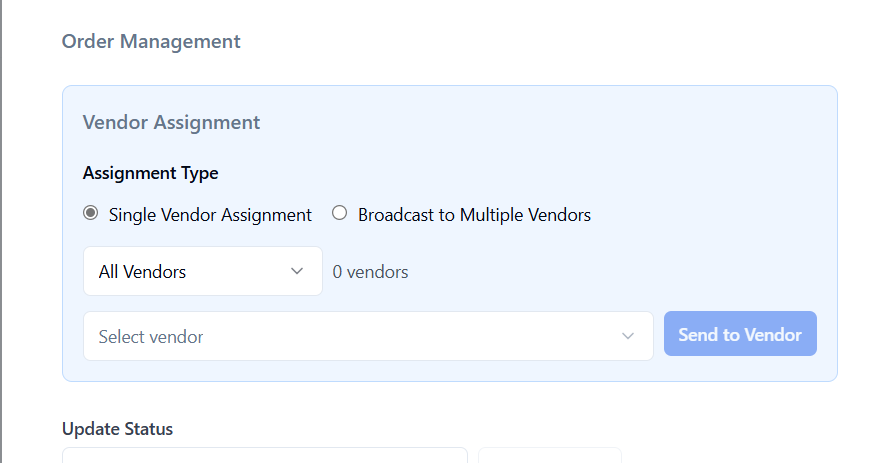 Order Management
Vendor Assignment
Assignment Type
Single Vendor Assignment Broadcast to Multiple Vendors
All Vendors 0 vendors
Select vendor Send to Vendor
Update Status